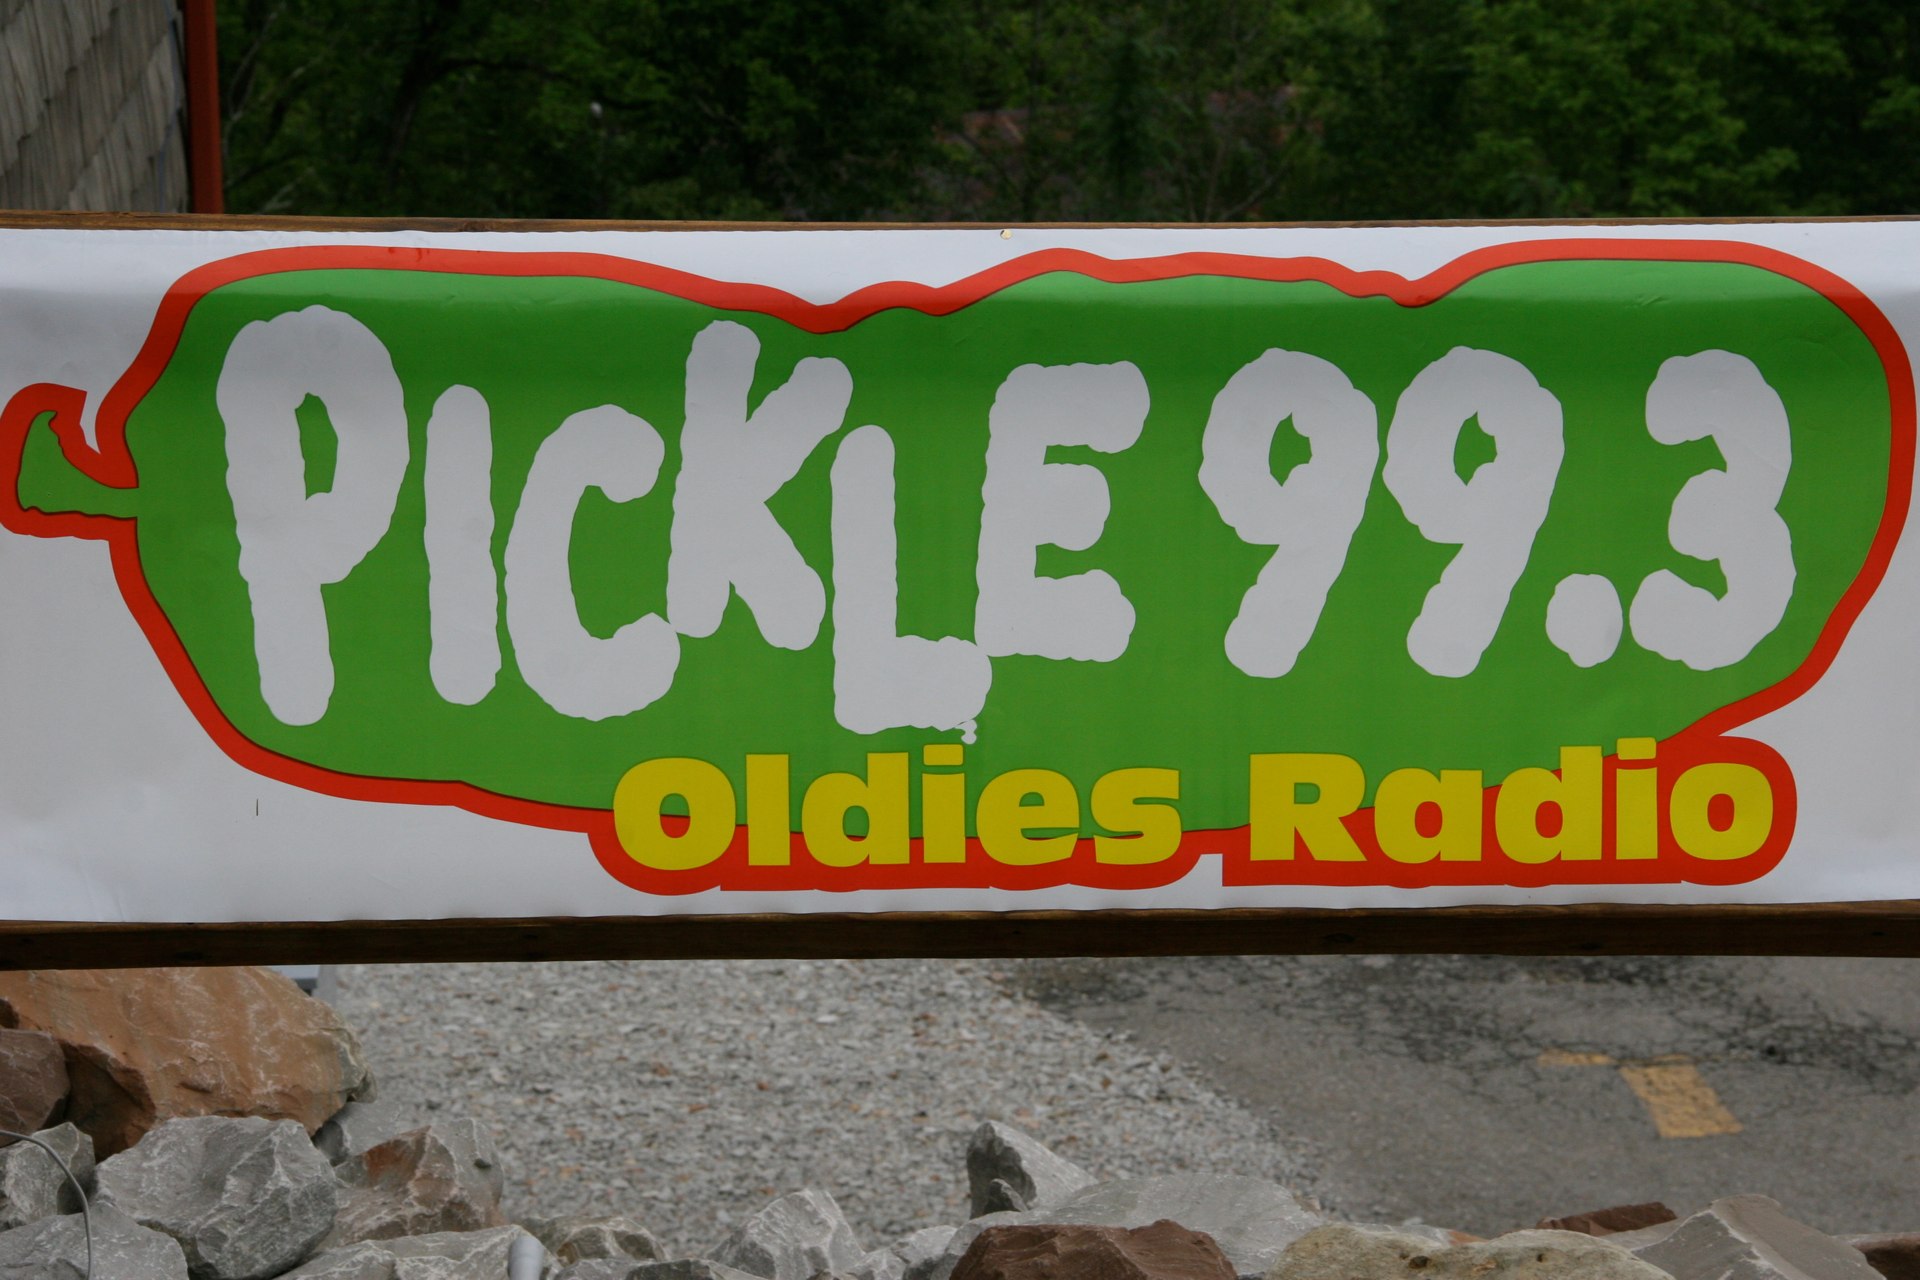 PICKLE 99.3
Oldies Radio